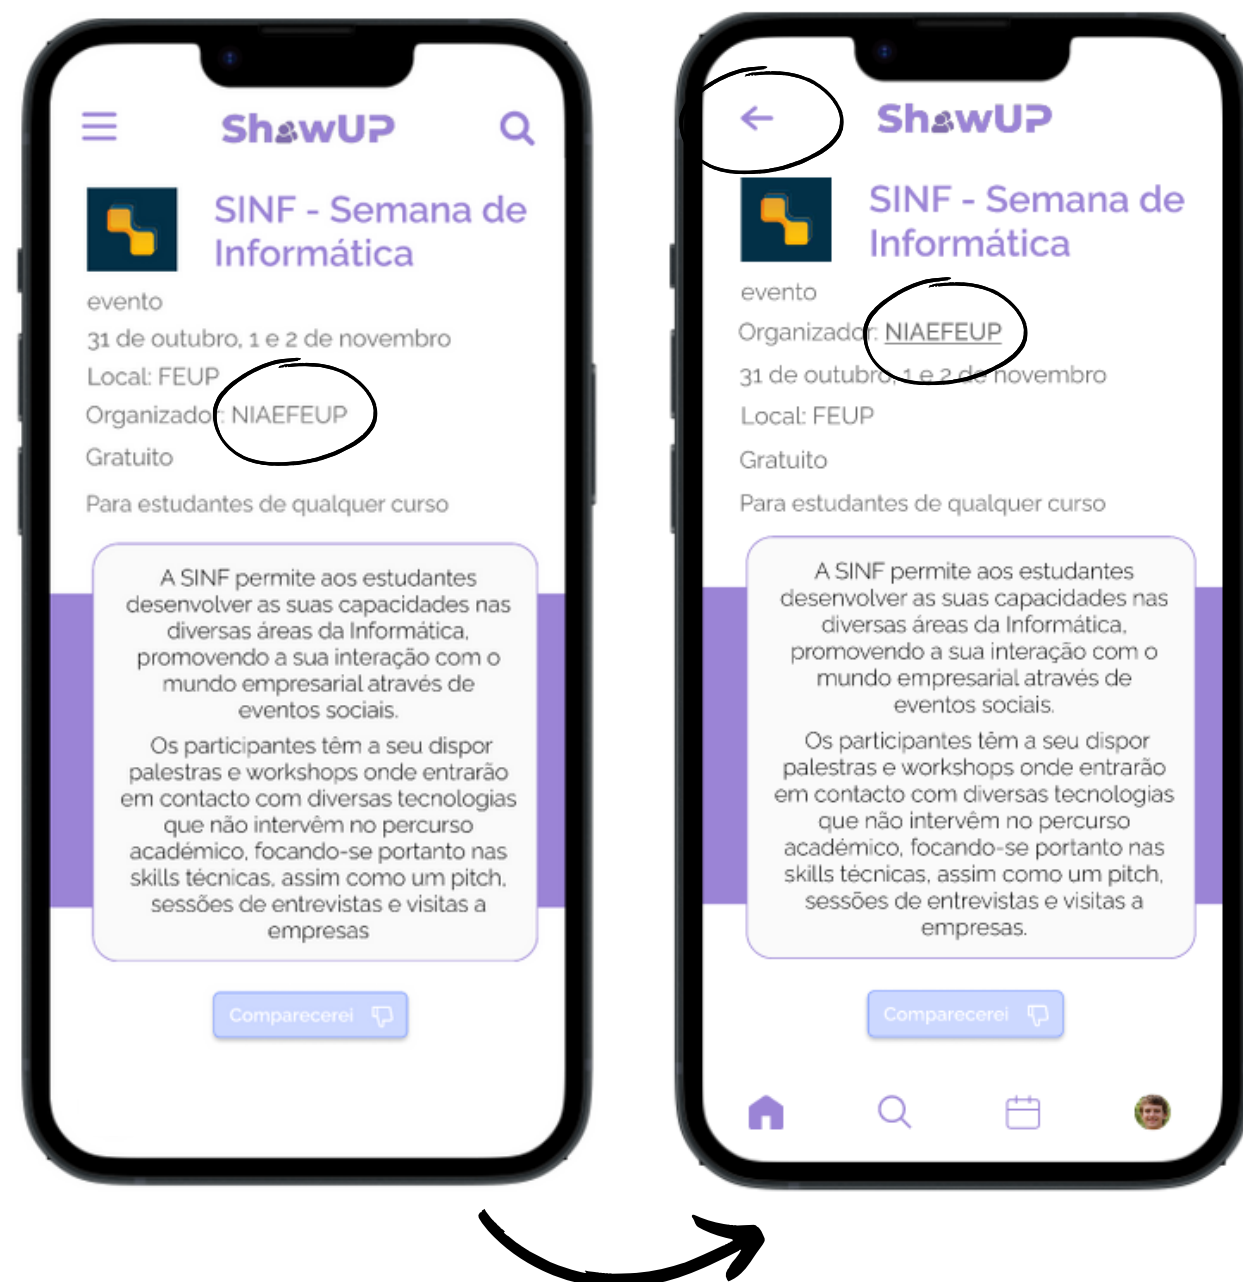 ShowUP
SINF - Semana de
Informática
evento
31 de outubro, 1 e 2 de novembro
Local: FEUP
Organizador: NIAEFEUP
Gratuito
Para estudantes de qualquer curso
A SINF permite aos estudantes
desenvolver as suas capacidades nas
diversas áreas da Informática,
promovendo a sua interação com o
mundo empresarial através de
eventos sociais.
Os participantes têm a seu dispor
palestras e workshops onde entrarão
em contacto com diversas tecnologias
que não intervêm no percurso
académico, focando-se portanto nas
skills técnicas, assim como um pitch,
sessões de entrevistas e visitas a
empresas
Comparecerei
ShowUP
SINF - Semana de
Informática
evento
Organizador: NIAEFEUP
31 de outubro, 1 e 2 de novembro
Local: FEUP
Gratuito
Para estudantes de qualquer curso
A SINF permite aos estudantes
desenvolver as suas capacidades nas
diversas áreas da Informática,
promovendo a sua interação com o
mundo empresarial através de
eventos sociais.
Os participantes têm a seu dispor
palestras e workshops onde entrarão
em contacto com diversas tecnologias
que não intervêm no percurso
académico, focando-se portanto nas
skills técnicas, assim como um pitch,
sessões de entrevistas e visitas a
empresas.
Comparecerei